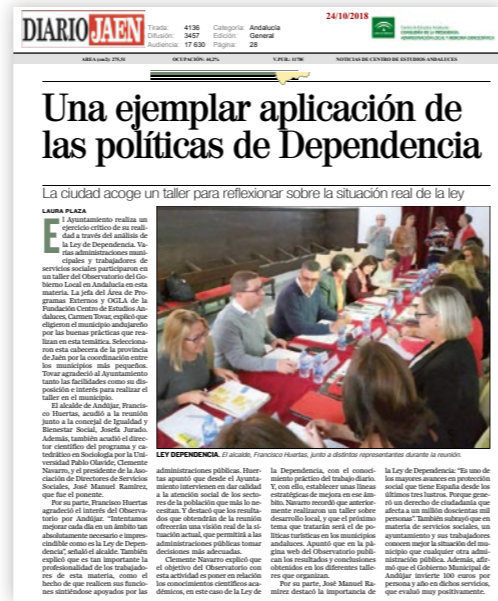 DIARIO JAEN
Tirada: 4136 Categoría: Andalucía
Difusión: 3457 Edición: General
Audiencia: 17 630 Página: 28
24/10/2018
Centro de Estudios Andaluces
CONSEJERÍA DE LA PRESIDENCIA,
ADMINISTRACIÓN LOCAL Y MEMORIA DEMOCRÁTICA
AREA (cm2): 275,51 OCUPACIÓN: 44,2% V.PUB.: 11706 NOTICIAS DE CENTRO DE ESTUDIOS ANDALUCES
Una ejemplar aplicación de
las políticas de Dependencia
La ciudad acoge un taller para reflexionar sobre la situación real de la ley
LAURA PLAZA
El Ayuntamiento realiza un
ejercicio crítico de su reali-
dad a través del análisis de
la Ley de Dependencia. Va-
rias administraciones muni-
cipales y trabajadores de
servicios sociales participaron en
un taller del Observatorio del Go-
bierno Local en Andalucía en esta
materia. La jefa del Área de Pro-
gramas Externos y OGLA de la
Fundación Centro de Estudios An-
daluces, Carmen Tovar, explicó que
eligieron el municipio andujareño
por las buenas prácticas que rea-
lizan en esta temática. Selecciona-
ron esta cabecera de la provincia
de Jaén por la coordinación entre
los municipios más pequeños.
Tovar agradeció al Ayuntamiento
tanto las facilidades como su dis-
posición e interés para realizar el
taller en el municipio.
El alcalde de Andújar, Francis-
co Huertas, acudió a la reunión
junto a la concejal de Igualdad y
Bienestar Social, Josefa Jurado.
Además, también acudió el direc-
tor científico del programa y ca-
tedrático en Sociología por la Uni-
versidad Pablo Olavide, Clemente
Navarro, y el presidente de la Aso-
ciación de Directores de Servicios
Sociales, José Manuel Ramírez,
que fue el ponente.
Por su parte, Francisco Huertas
agradeció el interés del Observa-
torio por Andújar. "Intentamos
mejorar cada día en un ámbito tan
absolutamente necesario e impres-
cindible como es la Ley de Depen-
dencia", señaló el alcalde. También
explicó que es tan importante la
profesionalidad de los trabajado-
res de esta materia, como el
hecho de que realicen sus funcio-
nes sintiéndose apoyados por las
LEY DEPENDENCIA. El alcalde, Francisco Huertas, junto a distintos representantes durante la reunión.
administraciones públicas. Huer-
tas apuntó que desde el Ayunta-
miento intervienen en dar calidad
a la atención social de los secto-
res de la población que más lo ne-
cesitan. Y destacó que los resulta-
dos que obtendrán de la reunión
ofrecerán una visión real de la si-
tuación actual, que permitirá a las
administraciones públicas tomar
decisiones más adecuadas.
Clemente Navarro explicó que
el objetivo del Observatorio con
esta actividad es poner en relación
los conocimientos científicos aca-
démicos, en este caso de la Ley de
la Dependencia, con el conoci-
miento práctico del trabajo diario.
Y, con ello, establecer unas líneas
estratégicas de mejora en ese ám-
bito. Navarro recordó que anterior-
mente realizaron un taller sobre
desarrollo local, y que el próximo
tema que tratarán será el de po-
líticas turísticas en los municipios
andaluces. Apuntó que en la pá-
gina web del Observatorio publi-
can los resultados y conclusiones
obtenidos en los diferentes talle-
res que organizan.
Por su parte, José Manuel Ra-
mírez destacó la importancia de
la Ley de Dependencia: "Es uno de
los mayores avances en protección
social que tiene España desde los
últimos tres lustros. Porque gene-
ró un derecho de ciudadanía que
afecta a un millón doscientas mil
personas". También subrayó que en
materia de servicios sociales, un
ayuntamiento y sus trabajadores
conocen mejor la situación del mu-
nicipio que cualquier otra admi-
nistración pública. Además, afir-
mó que el Gobierno Municipal de
Andújar invierte 100 euros por
persona y año en dichos servicios,
que evaluó muy positivamente.